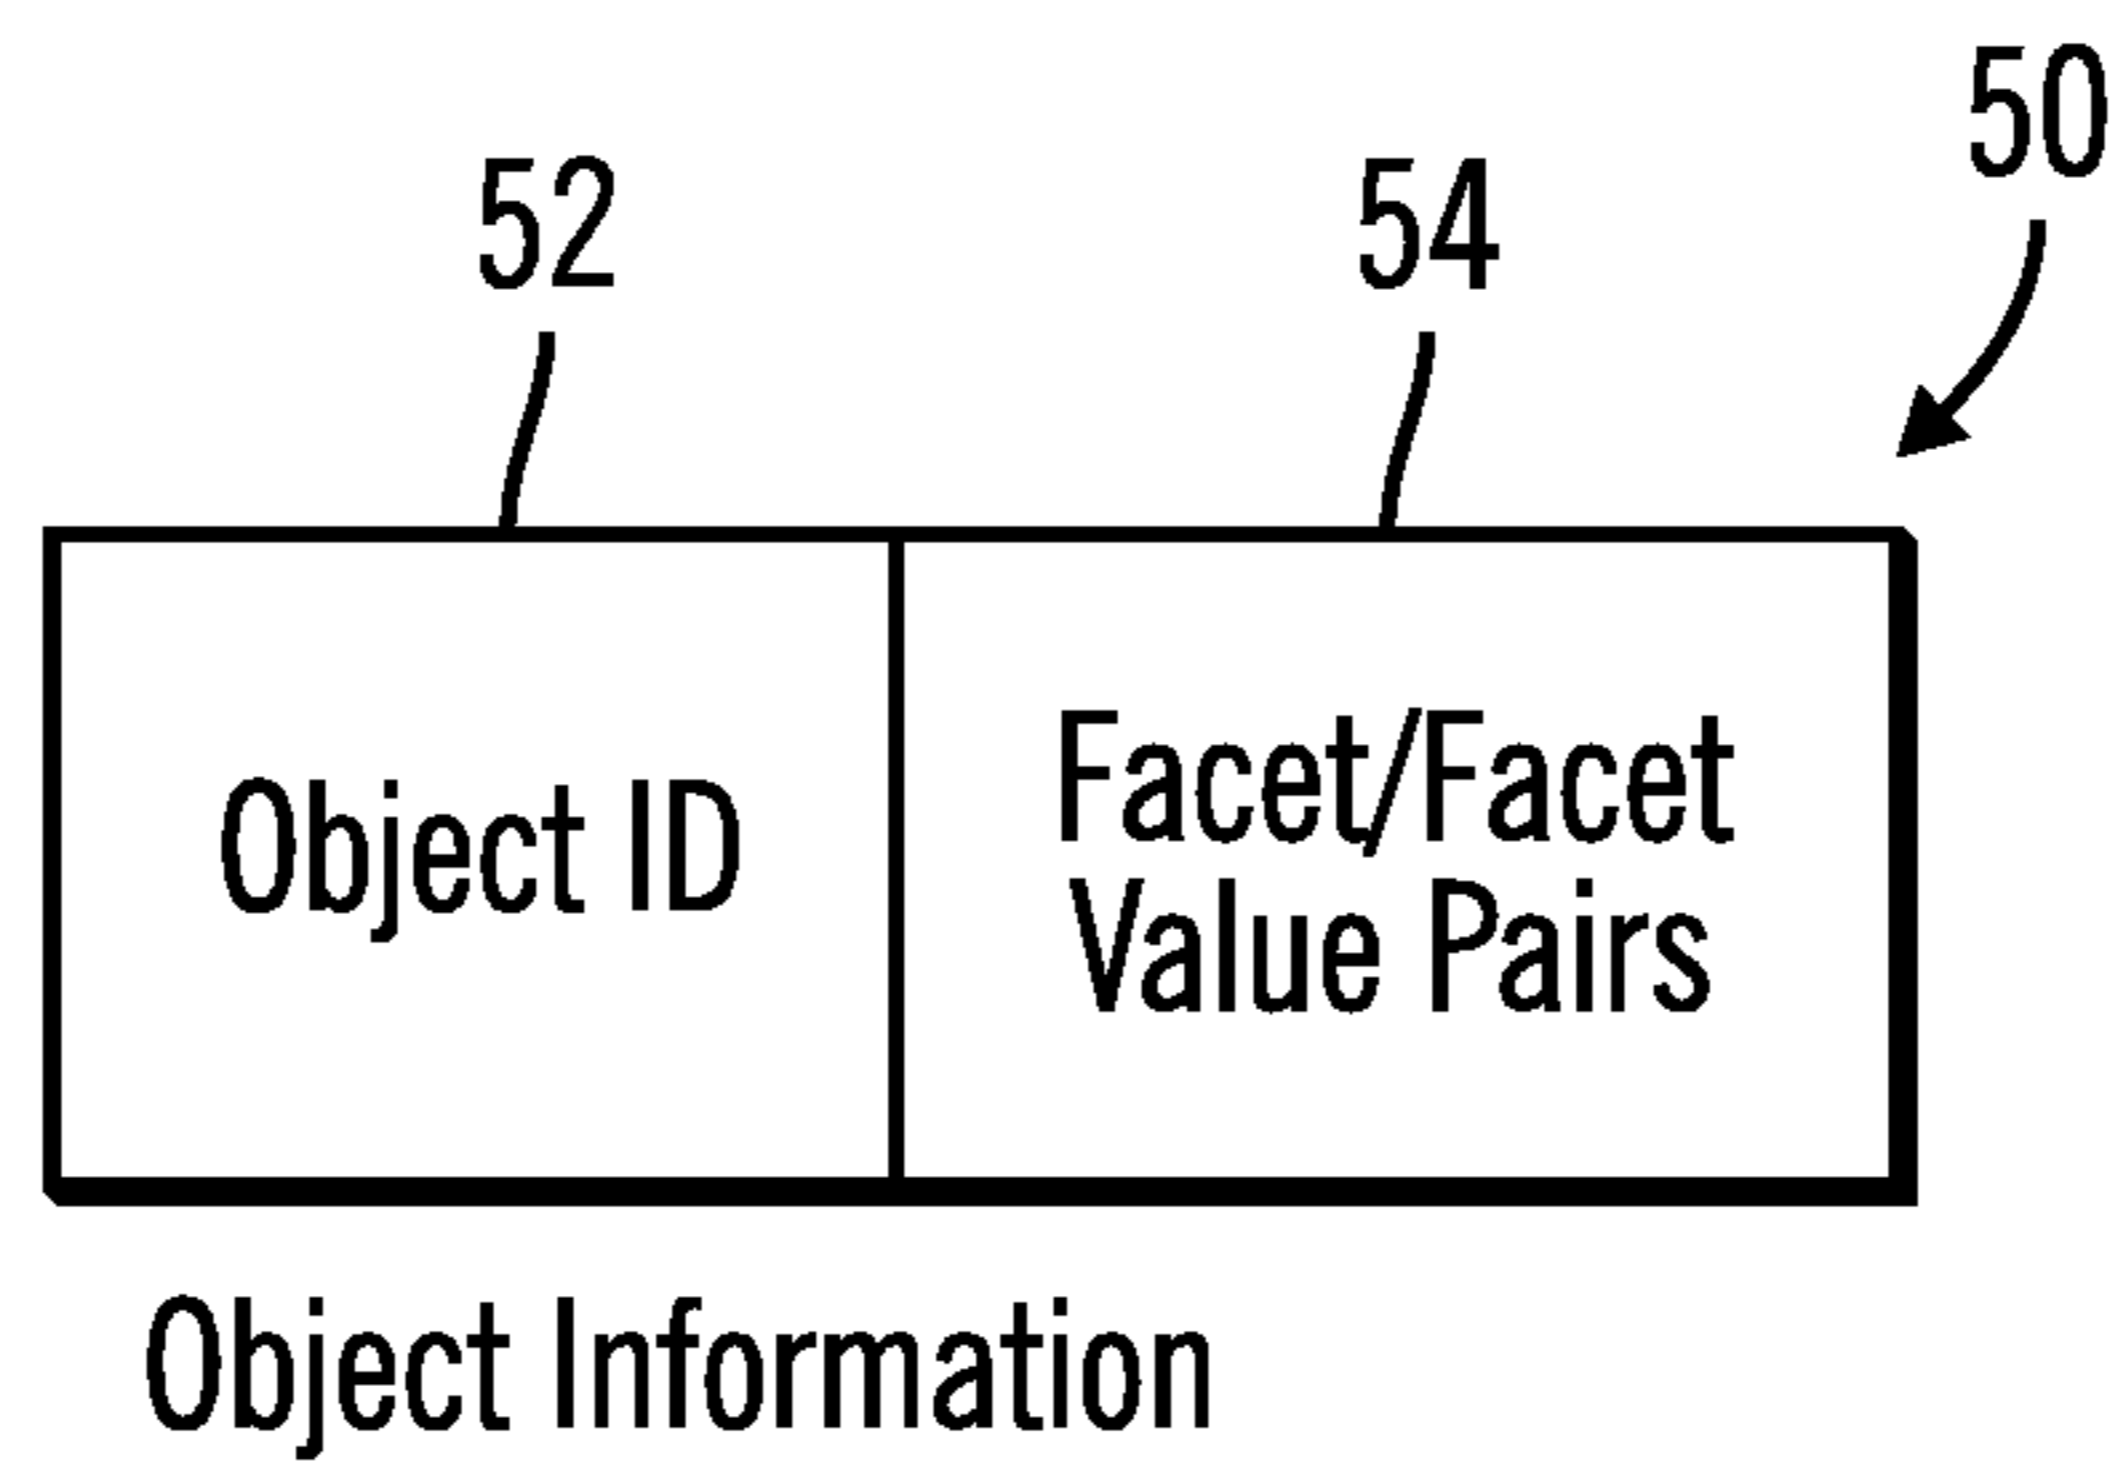 50
52
54
Object ID
Facet/Facet
Value Pairs
Object Information